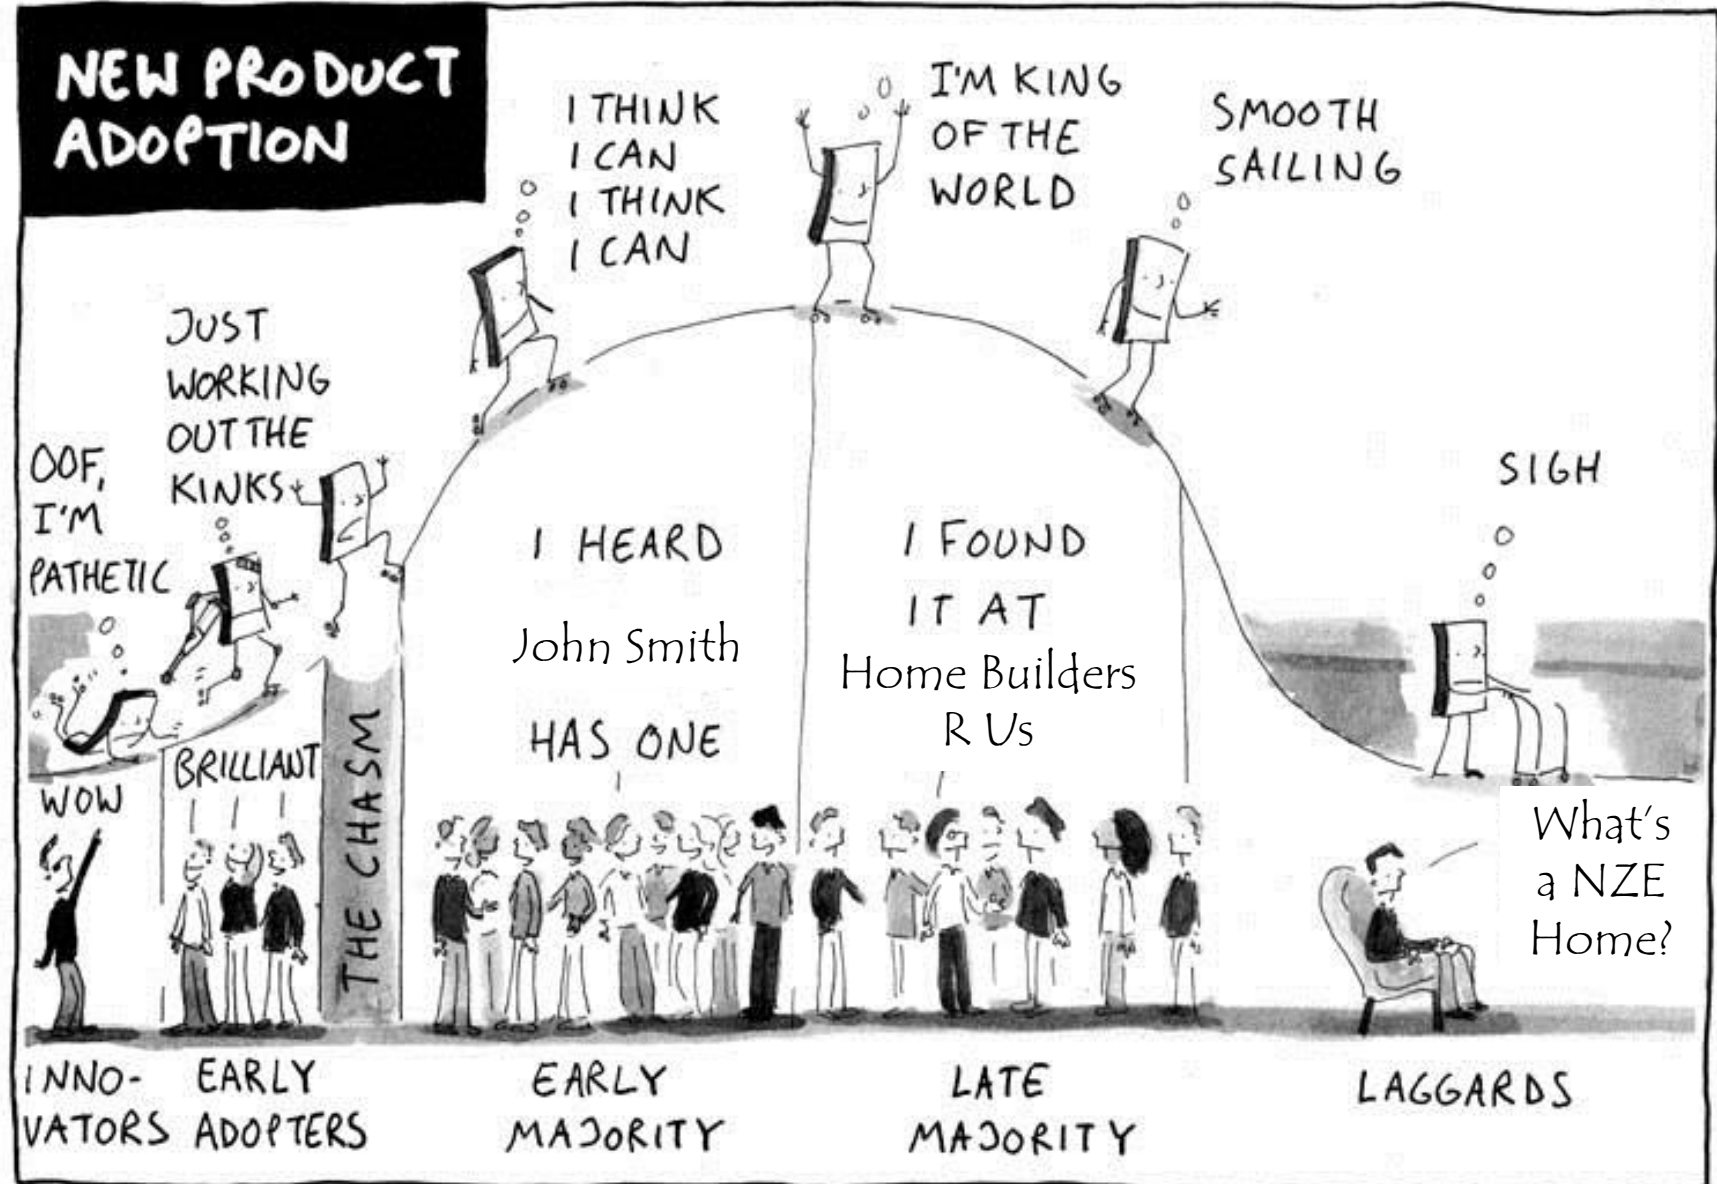 NEW PRODUCT
ADOPTION
OOF,
I'M
PATHETIC
JUST
WORKING
OUT THE
KINKS
I THINK
I CAN
I THINK
I CAN
I'M KING
OF THE
WORLD
SMOOTH
SAILING
SIGH
WOW
BRILLIANT
THE CHASM
I HEARD
John Smith
HAS ONE
I FOUND
IT AT
Home Builders
R Us
What's
a NZE
Home?
INNO-
VATORS
EARLY
ADOPTERS
EARLY
MAJORITY
LATE
MAJORITY
LAGGARDS